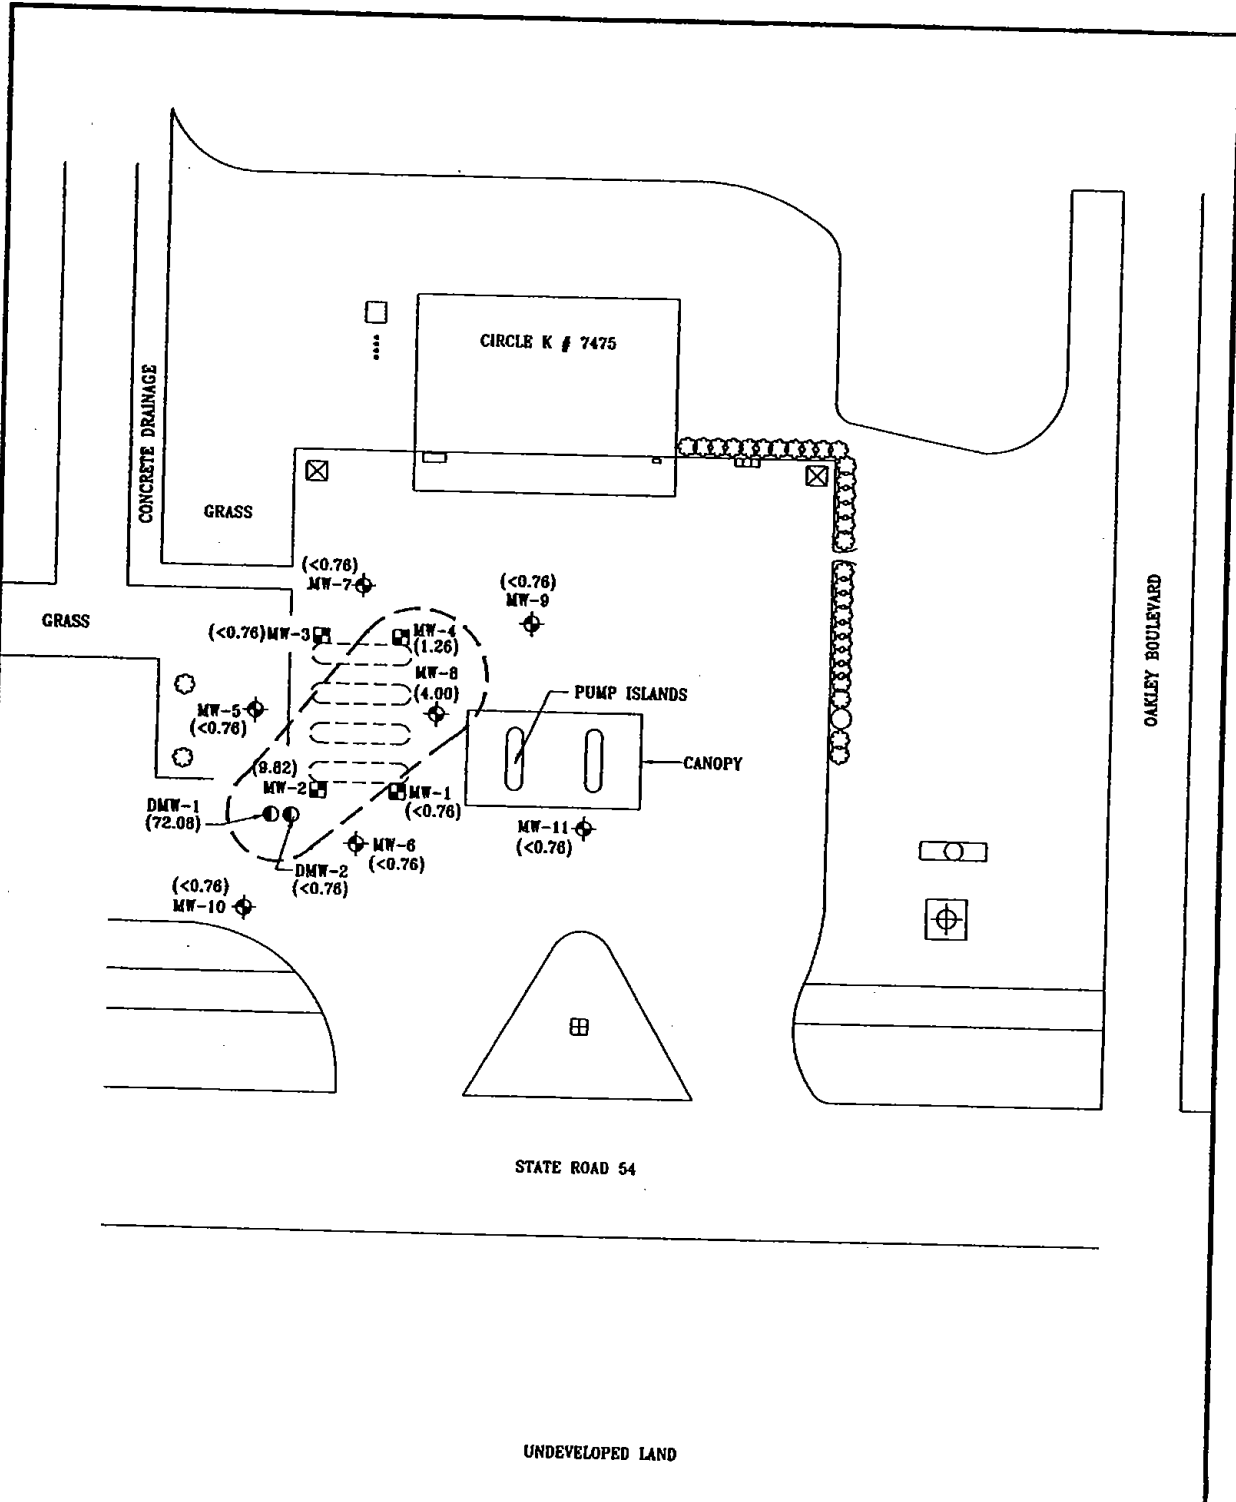 CIRCLE K # 7475
CONCRETE DRAINAGE
GRASS
(<0.76)
MW-7
(<0.76)
MW-9
GRASS
(<0.76) MW-3
MW-4
(1.26)
MW-8
(4.00)
PUMP ISLANDS
MW-5
(<0.76)
OAKLEY BOULEVARD
CANOPY
(9.62)
MW-2
MW-1
(<0.76)
DMW-1
(72.08)
MW-11
(<0.76)
MW-6
(<0.76)
DMW-2
(<0.76)
(<0.76)
MW-10
STATE ROAD 54
UNDEVELOPED LAND